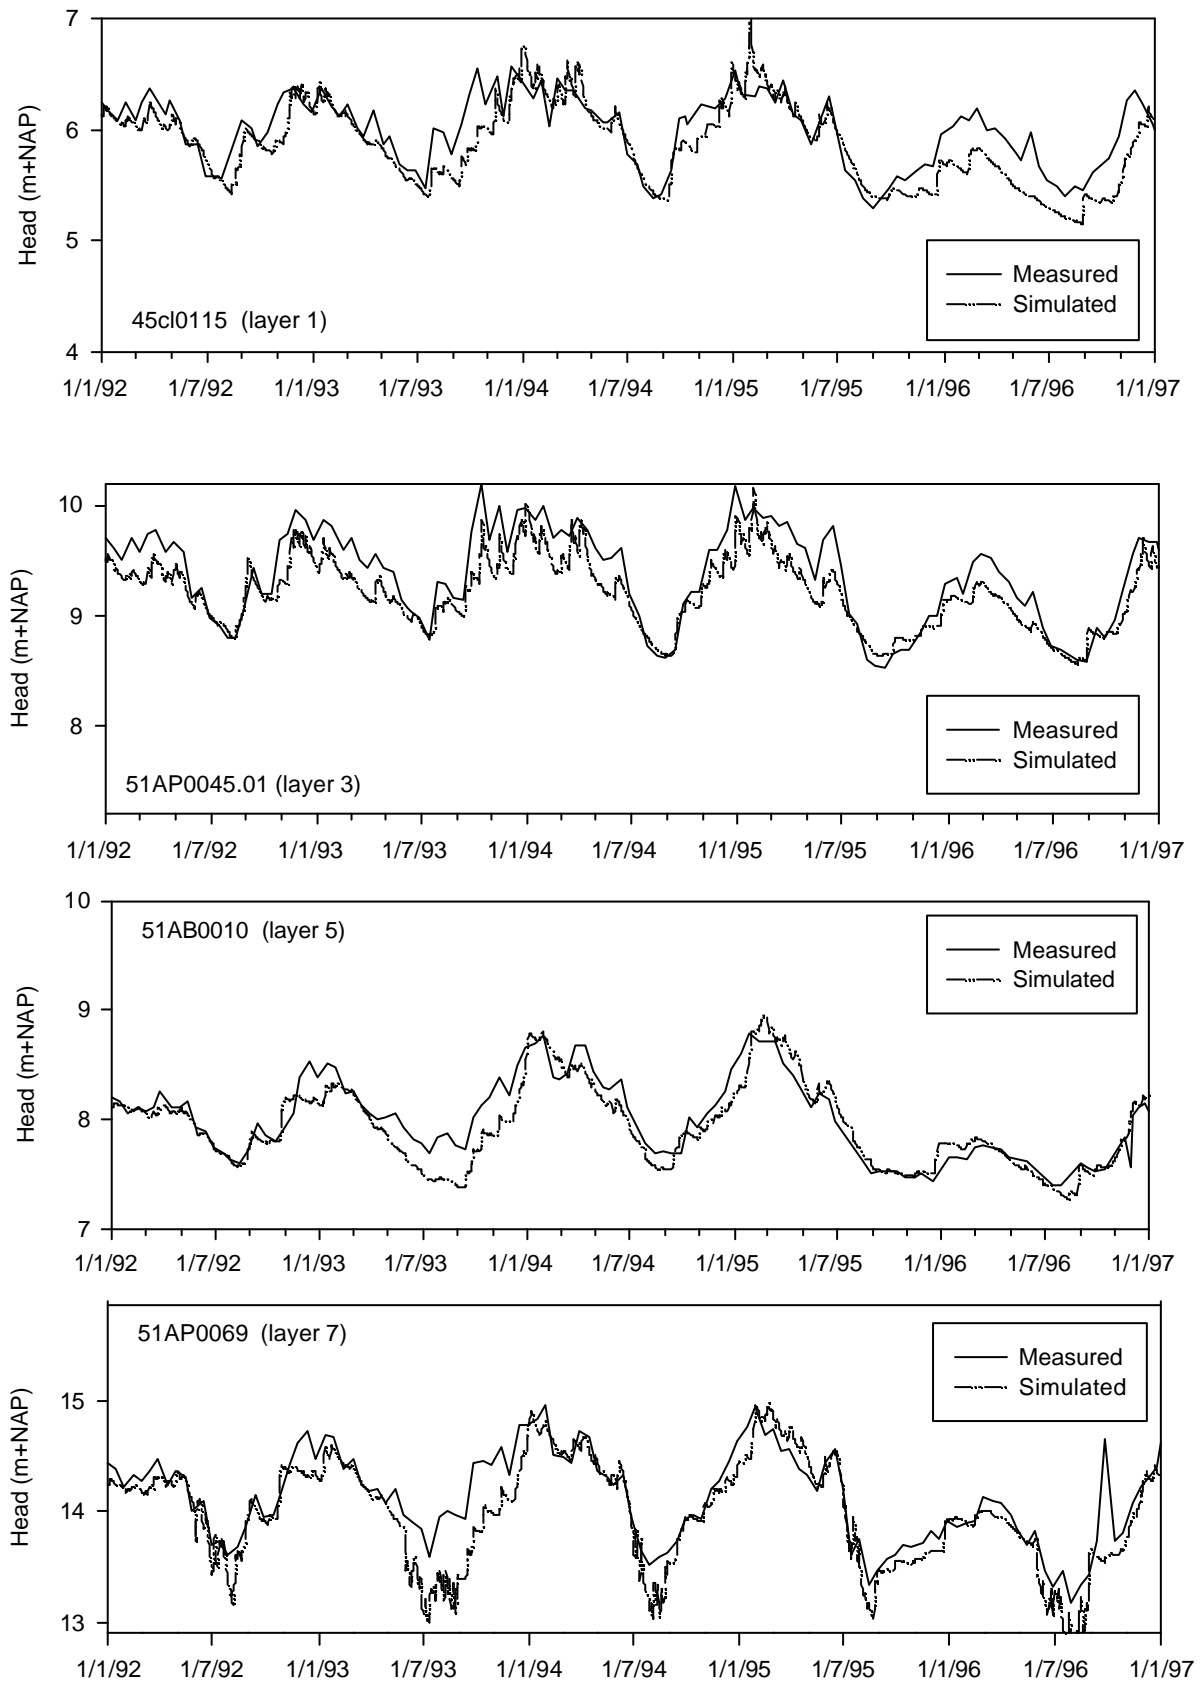 7
6
5
4
Head (m+NAP)
Measured
Simulated
45cl0115 (layer 1)
1/1/92 1/7/92 1/1/93 1/7/93 1/1/94 1/7/94 1/1/95 1/7/95 1/1/96 1/7/96 1/1/97
10
9
8
Head (m+NAP)
Measured
Simulated
51AP0045.01 (layer 3)
1/1/92 1/7/92 1/1/93 1/7/93 1/1/94 1/7/94 1/1/95 1/7/95 1/1/96 1/7/96 1/1/97
10
9
8
7
Head (m+NAP)
51AB0010 (layer 5)
Measured
Simulated
1/1/92 1/7/92 1/1/93 1/7/93 1/1/94 1/7/94 1/1/95 1/7/95 1/1/96 1/7/96 1/1/97
51AP0069 (layer 7)
Measured
Simulated
15
14
13
Head (m+NAP)
1/1/92 1/7/92 1/1/93 1/7/93 1/1/94 1/7/94 1/1/95 1/7/95 1/1/96 1/7/96 1/1/97